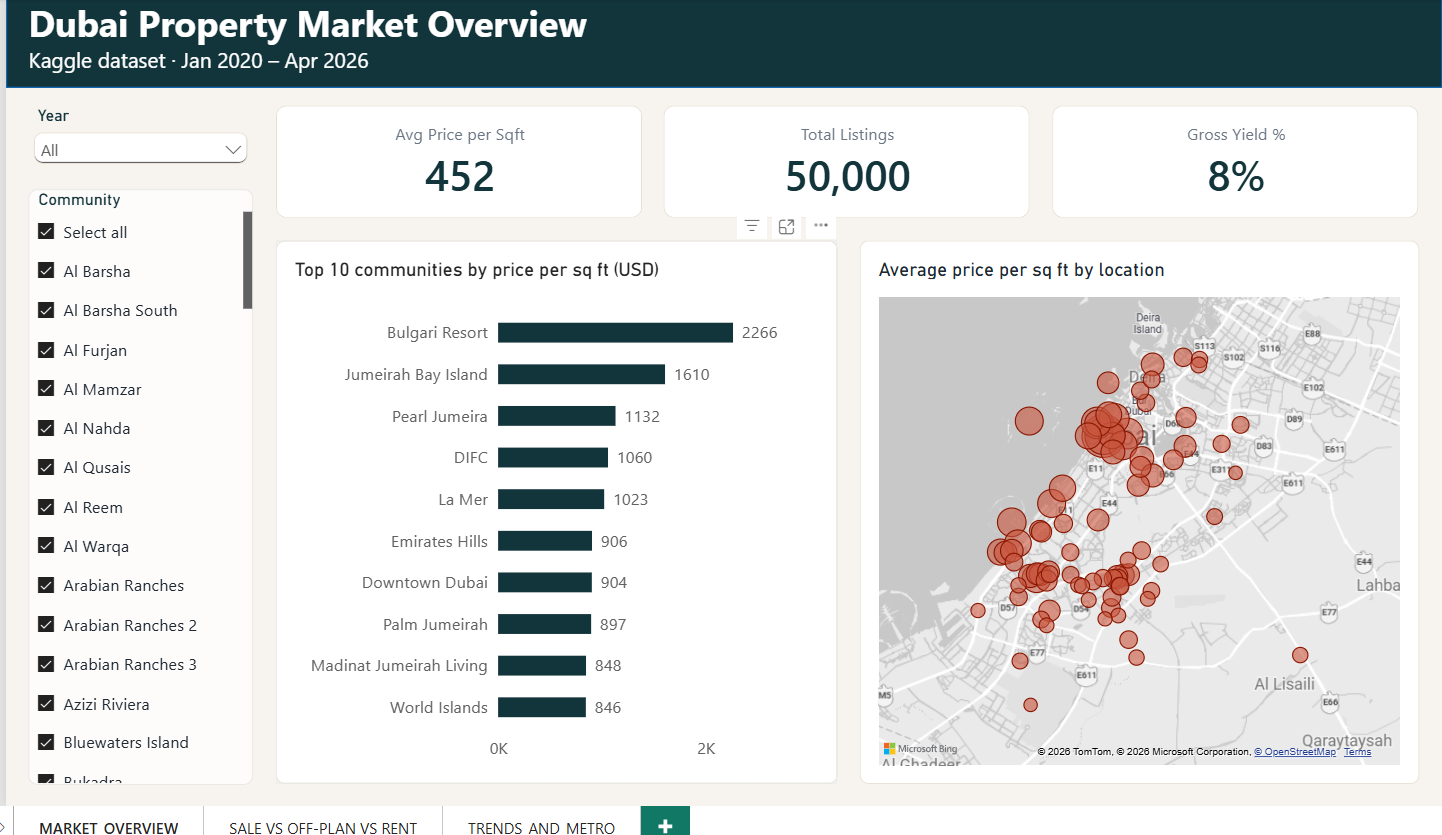 Dubai Property Market Overview
Kaggle dataset · Jan 2020 – Apr 2026
Year
All
Community
Select all
Al Barsha
Al Barsha South
Al Furjan
Al Mamzar
Al Nahda
Al Qusais
Al Reem
Al Warqa
Arabian Ranches
Arabian Ranches 2
Arabian Ranches 3
Azizi Riviera
Bluewaters Island
Bukadra
Avg Price per Sqft
452
Total Listings
50,000
Gross Yield %
8%
Top 10 communities by price per sq ft (USD)
Bulgari Resort 2266
Jumeirah Bay Island 1610
Pearl Jumeira 1132
DIFC 1060
La Mer 1023
Emirates Hills 906
Downtown Dubai 904
Palm Jumeirah 897
Madinat Jumeirah Living 848
World Islands 846
0K 2K
Average price per sq ft by location
Deira
Island
E88
S113
S102
S116
E102
D89
D83
E611
E311
E611
E11
E44
E44
Lahba
D57
E77
E77
E611
Al Lisaili
M5
E66
Qaraytaysah
Microsoft Bing
© 2026 TomTom, © 2026 Microsoft Corporation, © OpenStreetMap Terms
Al Ghadeer
MARKET OVERVIEW
SALE VS OFF-PLAN VS RENT
TRENDS AND METRO
+